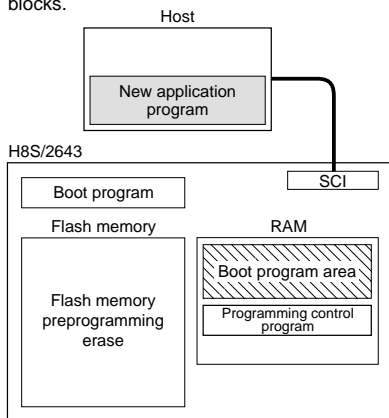 blocks.
Host
New application
program
H8S/2643
SCI
Boot program
Flash memory
RAM
Boot program area
Flash memory
preprogramming
erase
Programming control
program